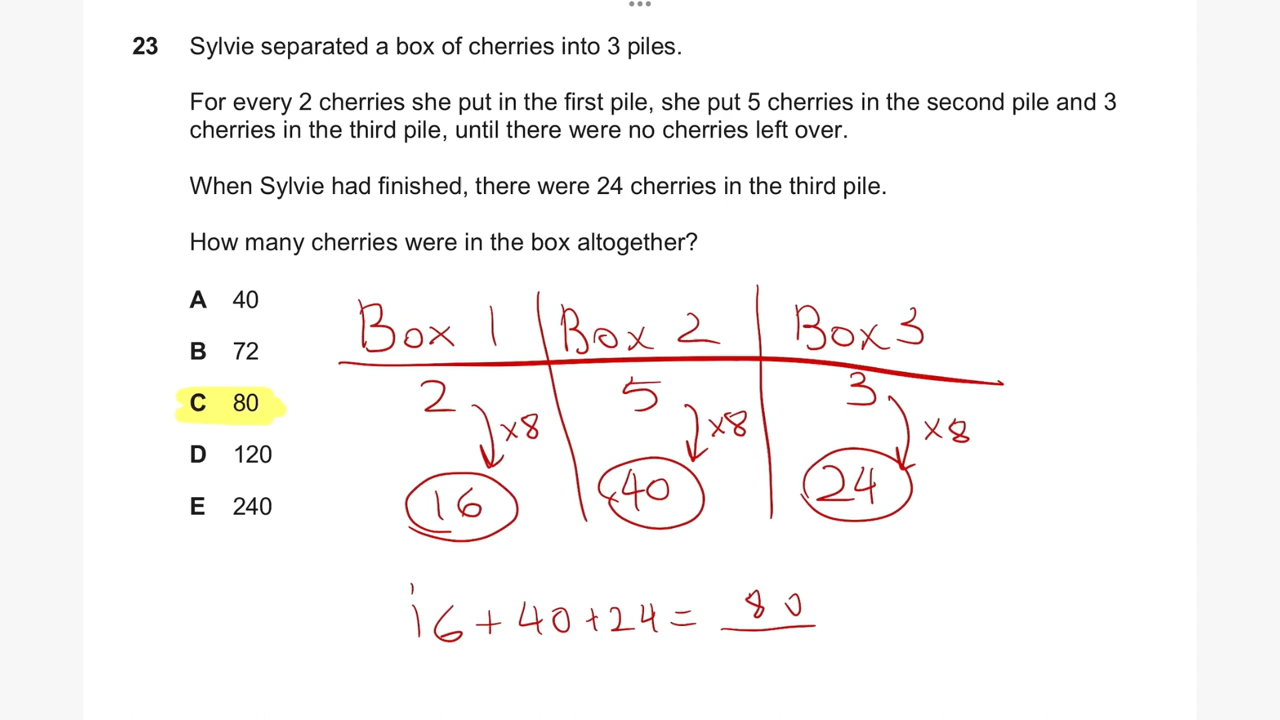 23 Sylvie separated a box of cherries into 3 piles.
For every 2 cherries she put in the first pile, she put 5 cherries in the second pile and 3
cherries in the third pile, until there were no cherries left over.
When Sylvie had finished, there were 24 cherries in the third pile.
How many cherries were in the box altogether?
A 40
B 72
C 80
D 120
E 240
Box 1 Box 2 Box 3
2 5 3
×8 ×8 ×8
16 40 24
16 + 40 + 24 = 80